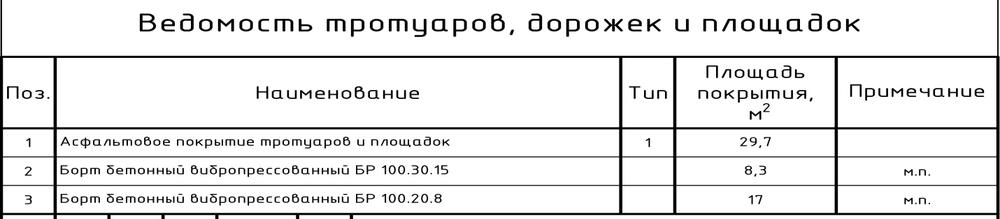 Ведомость тротуаров, дорожек и площадок
Поз. Наименование Тип Площадь покрытия, м² Примечание
1 Асфальтовое покрытие тротуаров и площадок 1 29,7
2 Борт бетонный вибропрессованный БР 100.30.15 8,3 м.п.
3 Борт бетонный вибропрессованный БР 100.20.8 17 м.п.